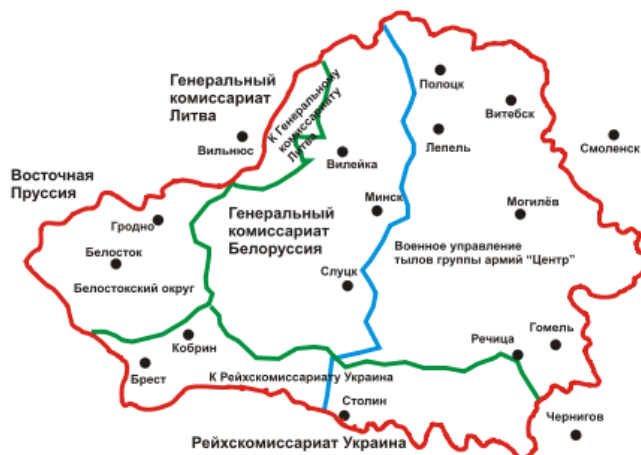 Полоцк
Генеральный
комиссариат
Литва
К Генеральному
комиссариату
Литва
Витебск
Вильнюс
Лепель
Смоленск
Вилейка
Восточная
Пруссия
Генеральный
комиссариат
Белоруссия
Минск
Могилёв
Гродно
Военное управление
тылов группы армий “Центр”
Белосток
Слуцк
Белостокский округ
Гомель
Речица
Кобрин
Брест
К Рейхскомиссариату Украина
Столин
Чернигов
Рейхскомиссариат Украина